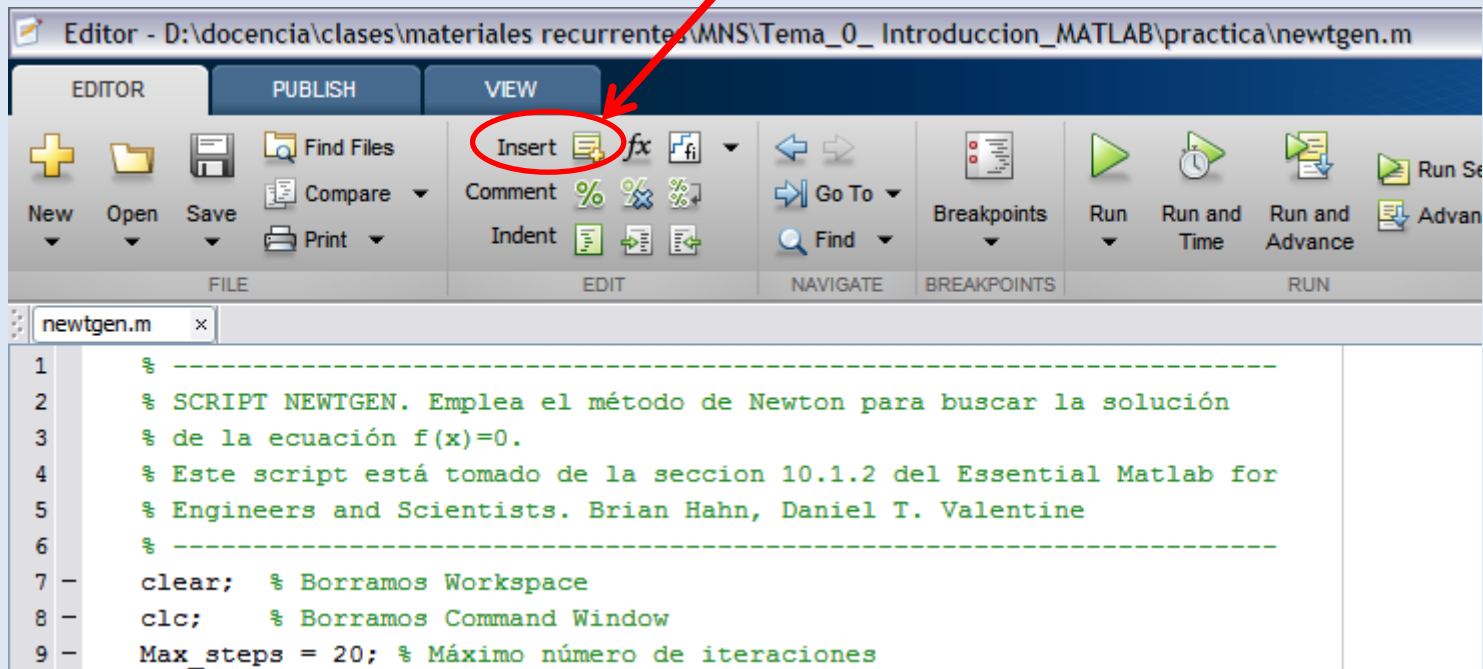 Editor - D:\docencia\clases\materiales recurrentes\MNS\Tema_0_ Introduccion_MATLAB\practica\newtgen.m
EDITOR PUBLISH VIEW
New Open Save
Find Files
Compare
Print
FILE
Insert fx fi
Comment % % %
Indent
EDIT
Go To
Find
NAVIGATE
Breakpoints
BREAKPOINTS
Run
Run and Time
Run and Advance
Run Se
Advan
RUN
newtgen.m ×
1 % ---------------------------------------------------------------------
2 % SCRIPT NEWTGEN. Emplea el método de Newton para buscar la solución
3 % de la ecuación f(x)=0.
4 % Este script está tomado de la seccion 10.1.2 del Essential Matlab for
5 % Engineers and Scientists. Brian Hahn, Daniel T. Valentine
6 % ---------------------------------------------------------------------
7 – clear; % Borramos Workspace
8 – clc; % Borramos Command Window
9 – Max_steps = 20; % Máximo número de iteraciones